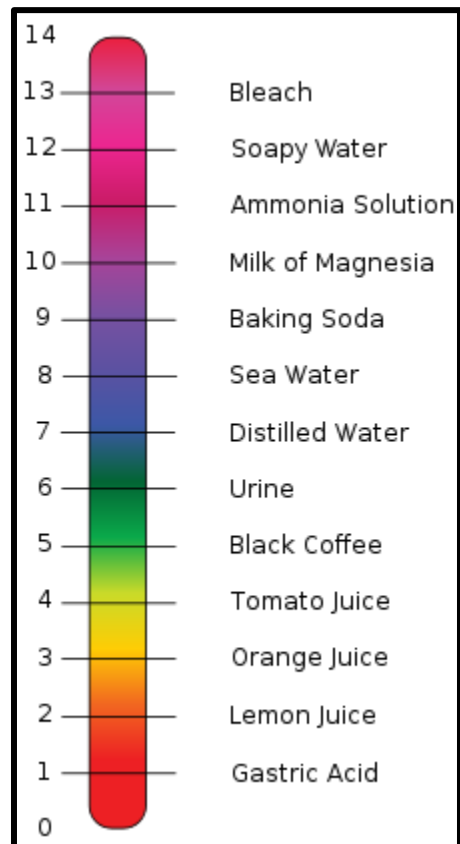 14
13 Bleach
12 Soapy Water
11 Ammonia Solution
10 Milk of Magnesia
9 Baking Soda
8 Sea Water
7 Distilled Water
6 Urine
5 Black Coffee
4 Tomato Juice
3 Orange Juice
2 Lemon Juice
1 Gastric Acid
0